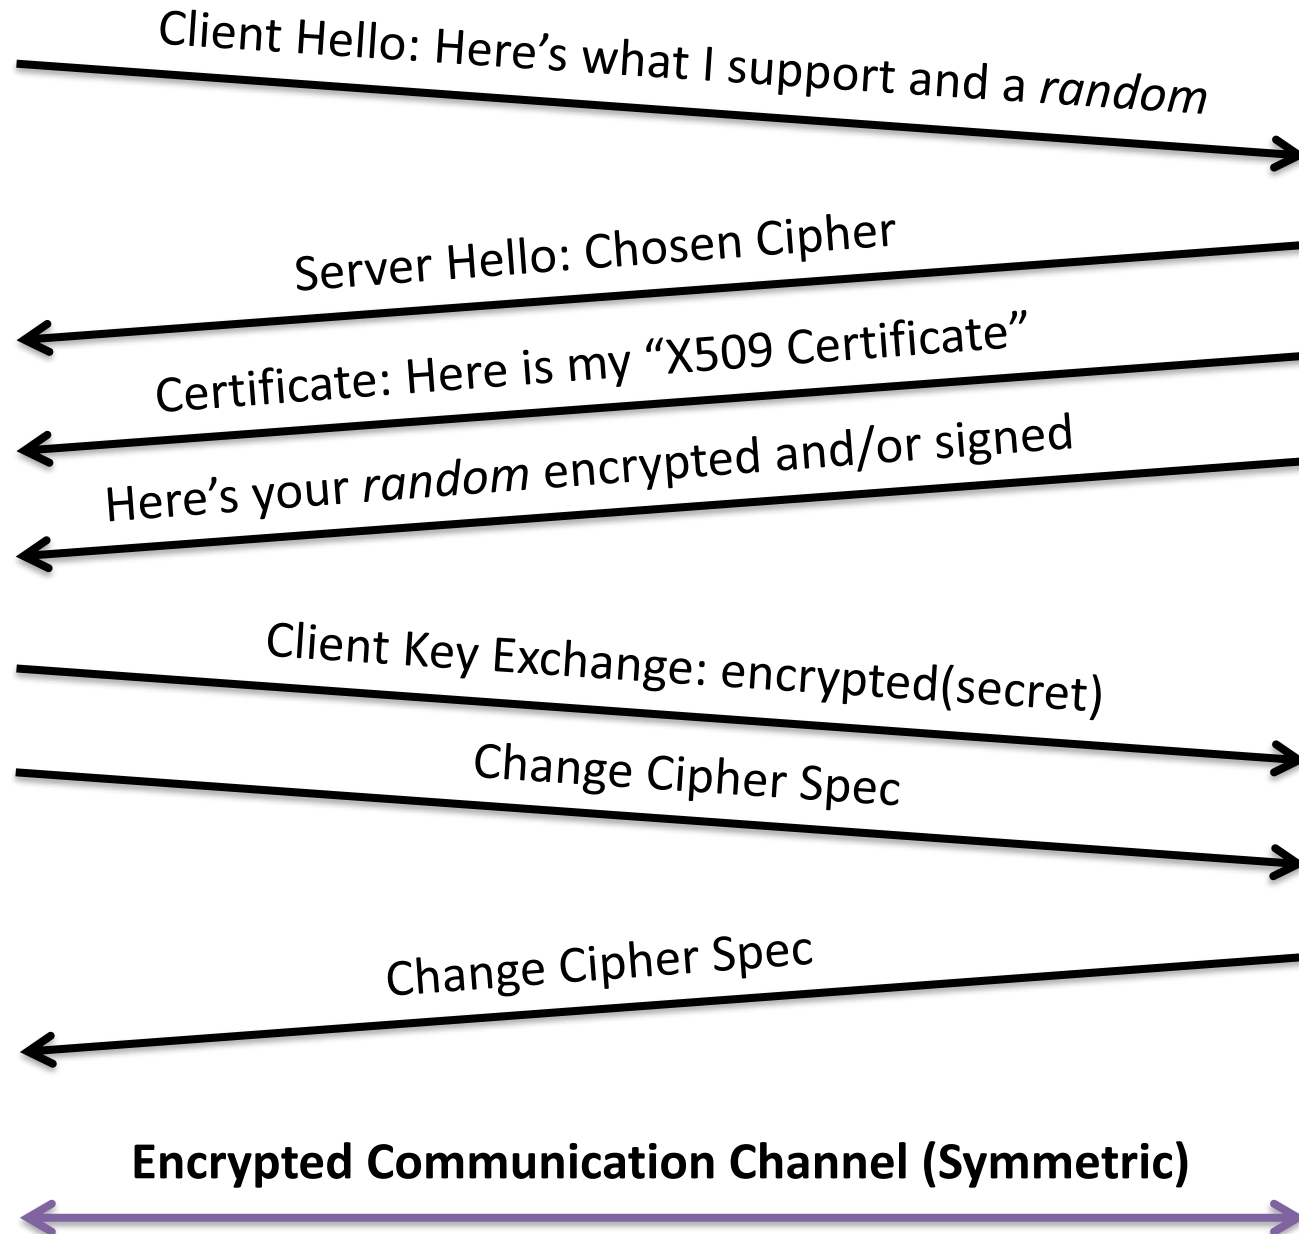 Client Hello: Here’s what I support and a random
Server Hello: Chosen Cipher
Certificate: Here is my “X509 Certificate”
Here’s your random encrypted and/or signed
Client Key Exchange: encrypted(secret)
Change Cipher Spec
Change Cipher Spec
Encrypted Communication Channel (Symmetric)